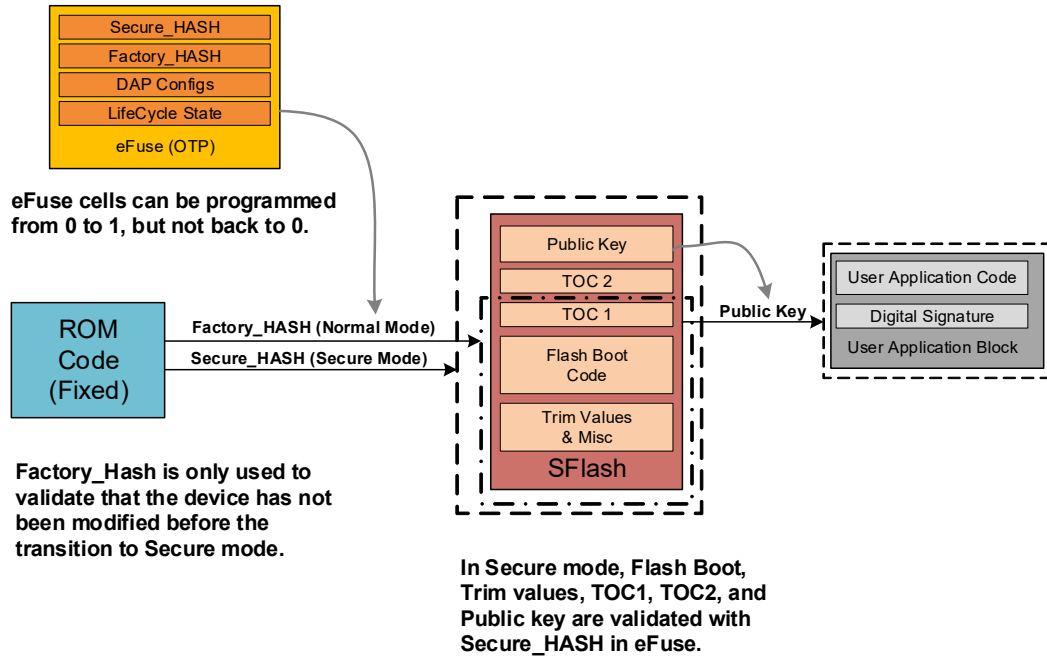 Secure_HASH
Factory_HASH
DAP Configs
LifeCycle State
eFuse (OTP)
eFuse cells can be programmed
from 0 to 1, but not back to 0.
ROM
Code
(Fixed)
Factory_HASH (Normal Mode)
Secure_HASH (Secure Mode)
Factory_Hash is only used to
validate that the device has not
been modified before the
transition to Secure mode.
Public Key
TOC 2
TOC 1
Flash Boot
Code
Trim Values
& Misc
SFlash
In Secure mode, Flash Boot,
Trim values, TOC1, TOC2, and
Public key are validated with
Secure_HASH in eFuse.
Public Key
User Application Code
Digital Signature
User Application Block